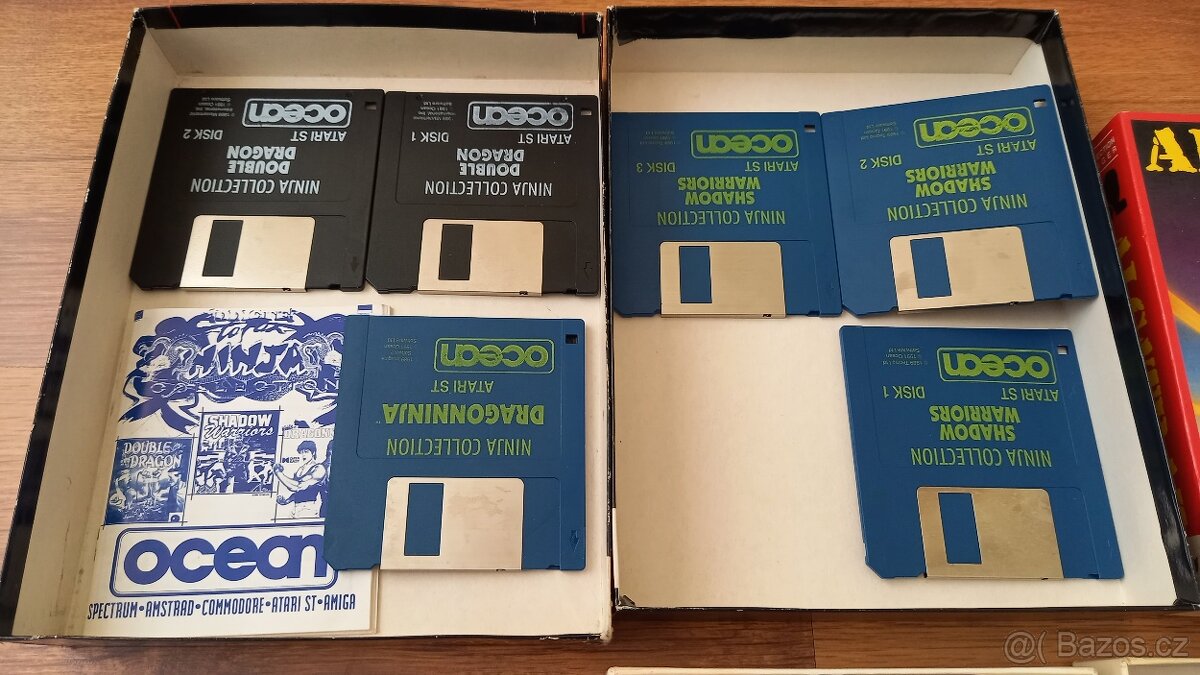 ocean
ATARI ST
DISK 2
DOUBLE
DRAGON
NINJA COLLECTION
ocean
ATARI ST
DISK 1
DOUBLE
DRAGON
NINJA COLLECTION
NINJA
SHADOW
Warriors
DOUBLE
DRAGON
ocean
SPECTRUM•AMSTRAD•COMMODORE•ATARI ST•AMIGA
ocean
ATARI ST
DRAGONNINJA™
NINJA COLLECTION
ocean
ATARI ST
DISK 3
SHADOW
WARRIORS
NINJA COLLECTION
ocean
ATARI ST
DISK 2
SHADOW
WARRIORS
NINJA COLLECTION
ocean
ATARI ST
DISK 1
SHADOW
WARRIORS
NINJA COLLECTION
Bazos.cz